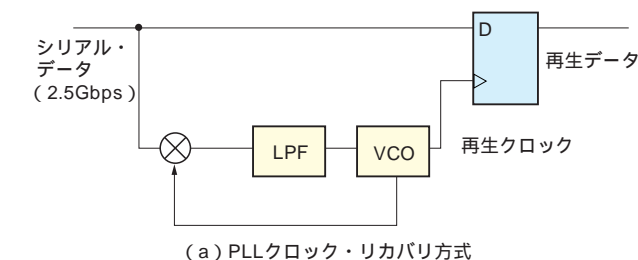 シリアル・
データ
(2.5Gbps)
D
再生データ
LPF
VCO
再生クロック
(a)PLLクロック・リカバリ方式